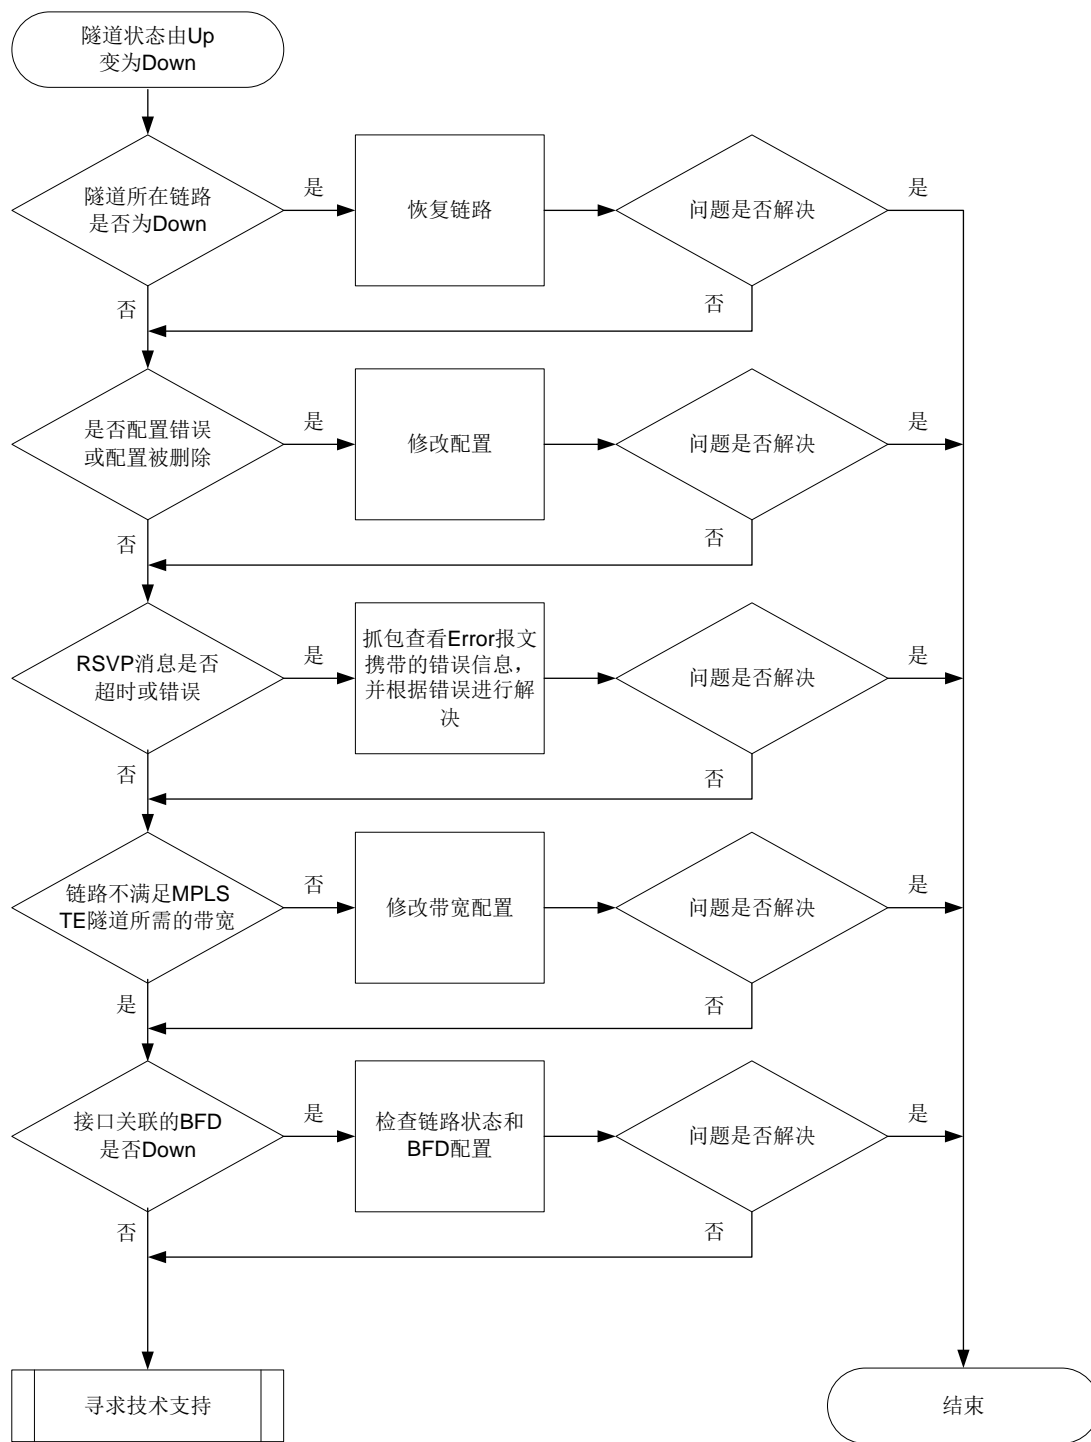 隧道状态由Up
变为Down
隧道所在链路
是否为Down
是
恢复链路
问题是否解决
是
否
否
是否配置错误
或配置被删除
是
修改配置
问题是否解决
是
否
否
RSVP消息是否
超时或错误
是
抓包查看Error报文
携带的错误信息，
并根据错误进行解
决
问题是否解决
是
否
否
链路不满足MPLS
TE隧道所需的带宽
否
修改带宽配置
问题是否解决
是
是
否
接口关联的BFD
是否Down
是
检查链路状态和
BFD配置
问题是否解决
是
否
否
寻求技术支持
结束